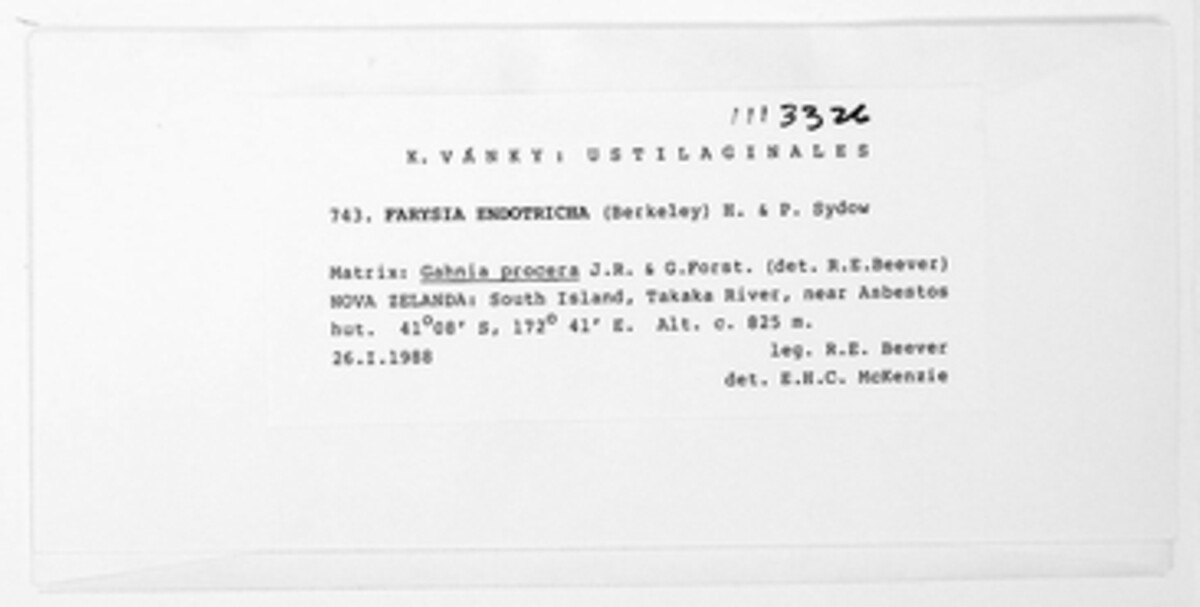 1113326
K. VÁNKY: USTILAGINALES
743. FARYSIA ENDOTRICHA (Berkeley) H. & P. Sydow
Matrix: Gahnia procera J.R. & G.Forst. (det. R.E.Beever)
NOVA ZELANDA: South Island, Takaka River, near Asbestos
hut. 41°08' S, 172° 41' E. Alt. c. 825 m.
26.I.1988 leg. R.E. Beever
det. E.H.C. McKenzie